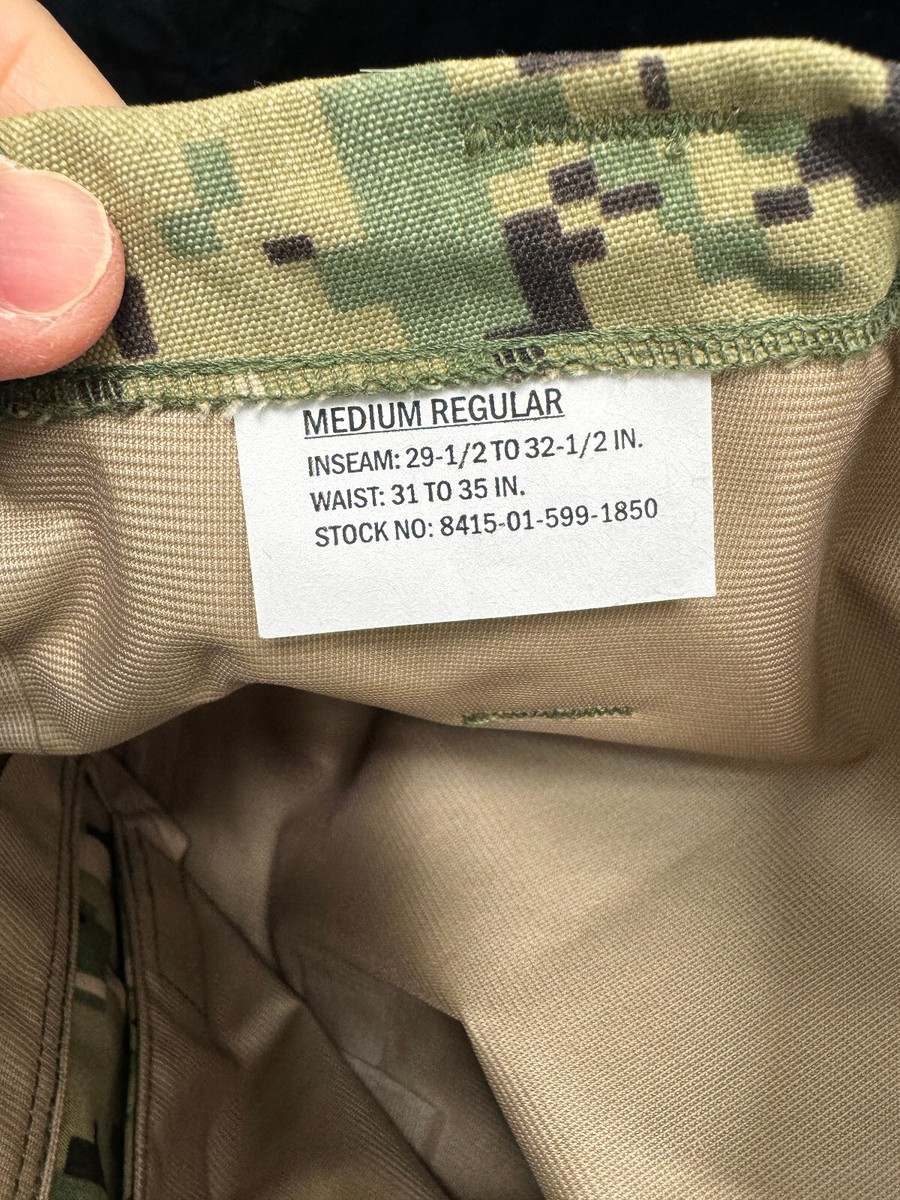 MEDIUM REGULAR
INSEAM: 29-1/2 TO 32-1/2 IN.
WAIST: 31 TO 35 IN.
STOCK NO: 8415-01-599-1850